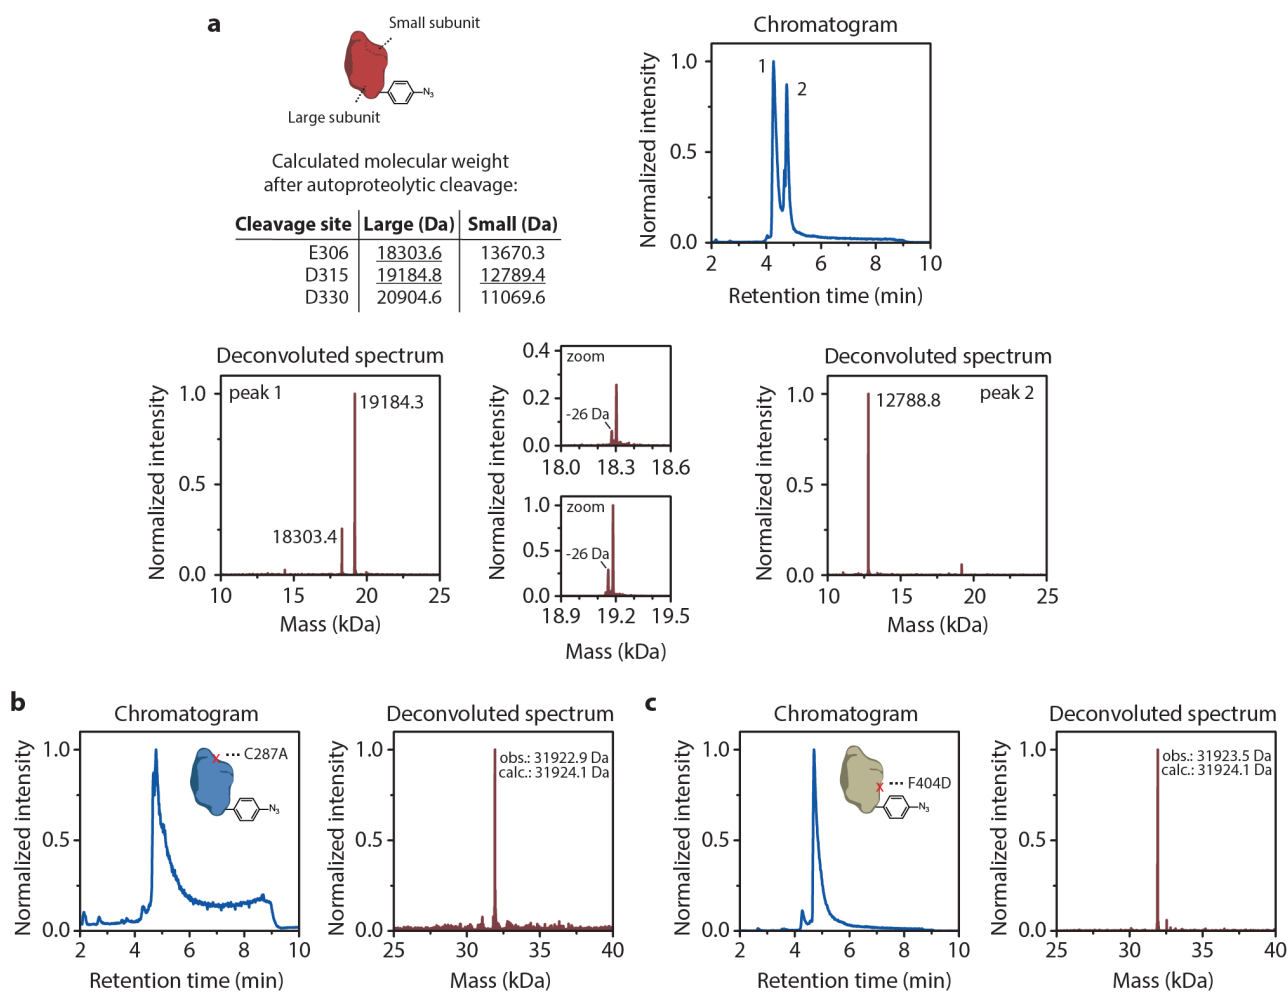 a
Small subunit
N3
Large subunit
Calculated molecular weight
after autoproteolytic cleavage:
Cleavage site Large (Da) Small (Da)
E306 18303.6 13670.3
D315 19184.8 12789.4
D330 20904.6 11069.6
Chromatogram
Normalized intensity
1.0
0.5
0.0
1
2
2 4 6 8 10
Retention time (min)
Deconvoluted spectrum
Normalized intensity
peak 1
1.0
0.5
0.0
19184.3
18303.4
10 15 20 25
Mass (kDa)
Normalized intensity
0.4
0.2
0.0
zoom
-26 Da
18.0 18.3 18.6
1.0
0.5
0.0
zoom
-26 Da
18.9 19.2 19.5
Mass (kDa)
Deconvoluted spectrum
Normalized intensity
1.0
0.5
0.0
12788.8
peak 2
10 15 20 25
Mass (kDa)
b
Chromatogram
Normalized intensity
1.0
0.5
0.0
x
C287A
N3
2 4 6 8 10
Retention time (min)
Deconvoluted spectrum
Normalized intensity
1.0
0.5
0.0
obs.: 31922.9 Da
calc.: 31924.1 Da
25 30 35 40
Mass (kDa)
c
Chromatogram
Normalized intensity
1.0
0.5
0.0
x
F404D
N3
2 4 6 8 10
Retention time (min)
Deconvoluted spectrum
Normalized intensity
1.0
0.5
0.0
obs.: 31923.5 Da
calc.: 31924.1 Da
25 30 35 40
Mass (kDa)